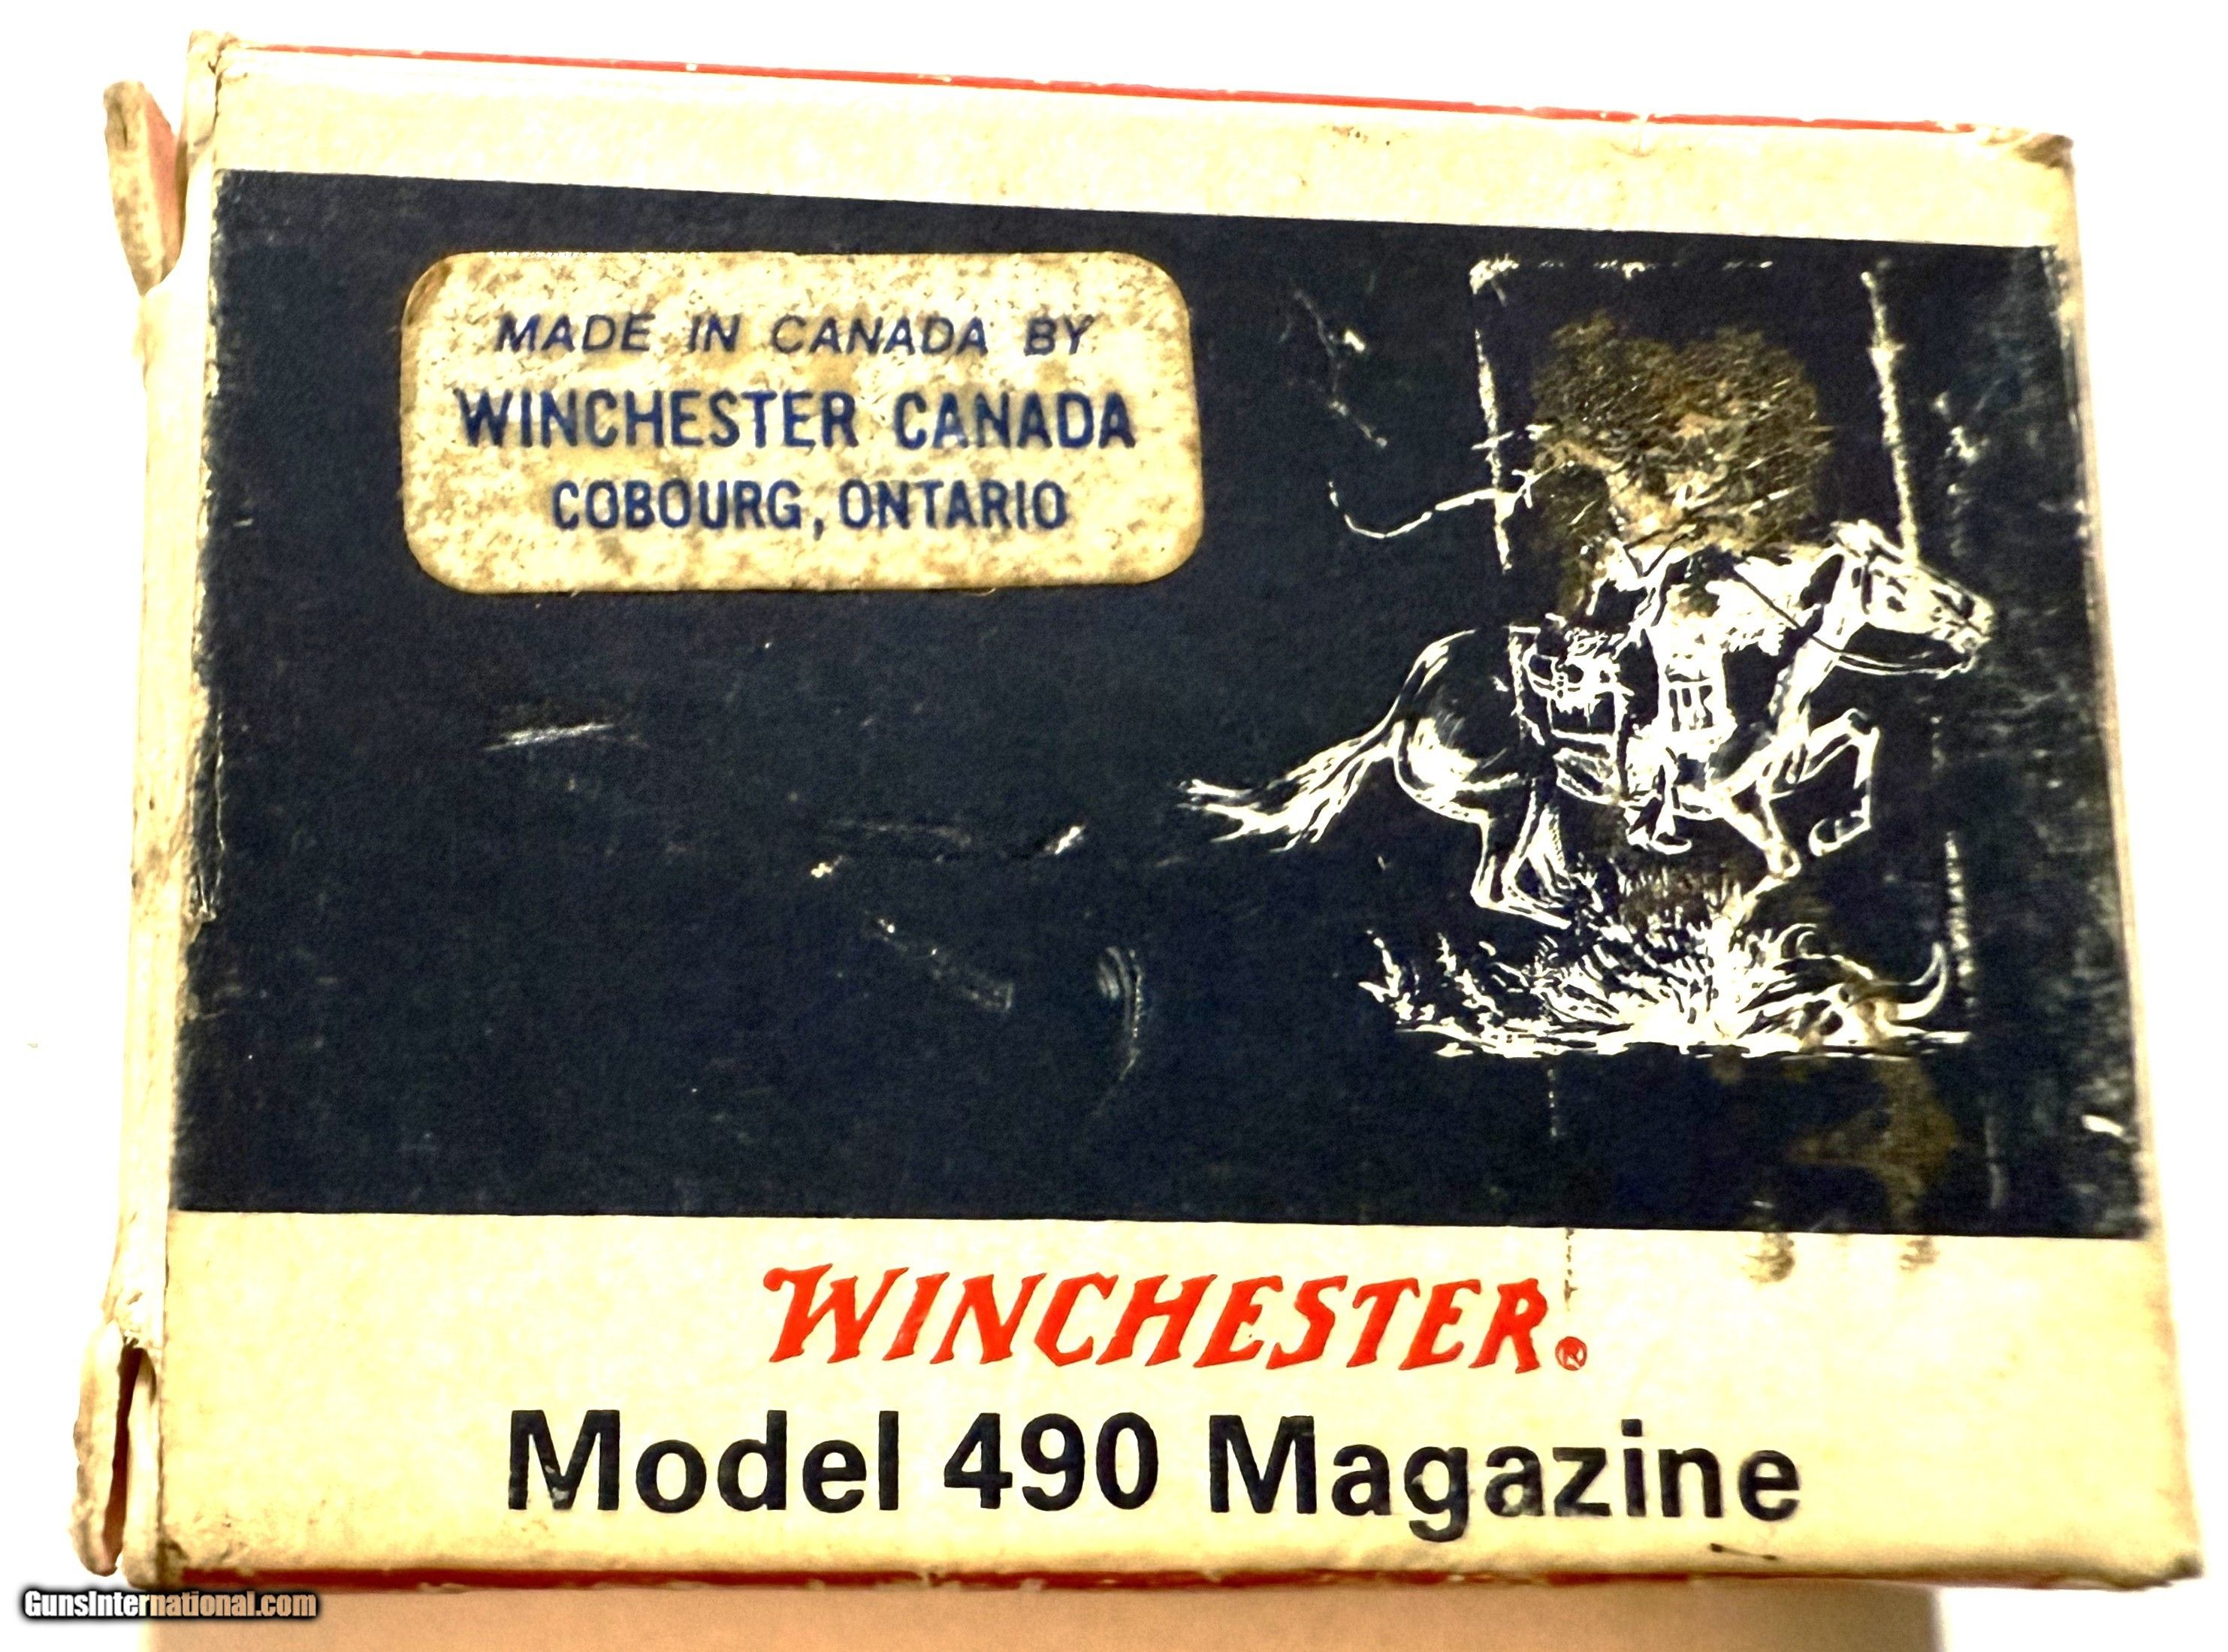 MADE IN CANADA BY
WINCHESTER CANADA
COBOURG, ONTARIO
WINCHESTER®
Model 490 Magazine
GunsInternational.com